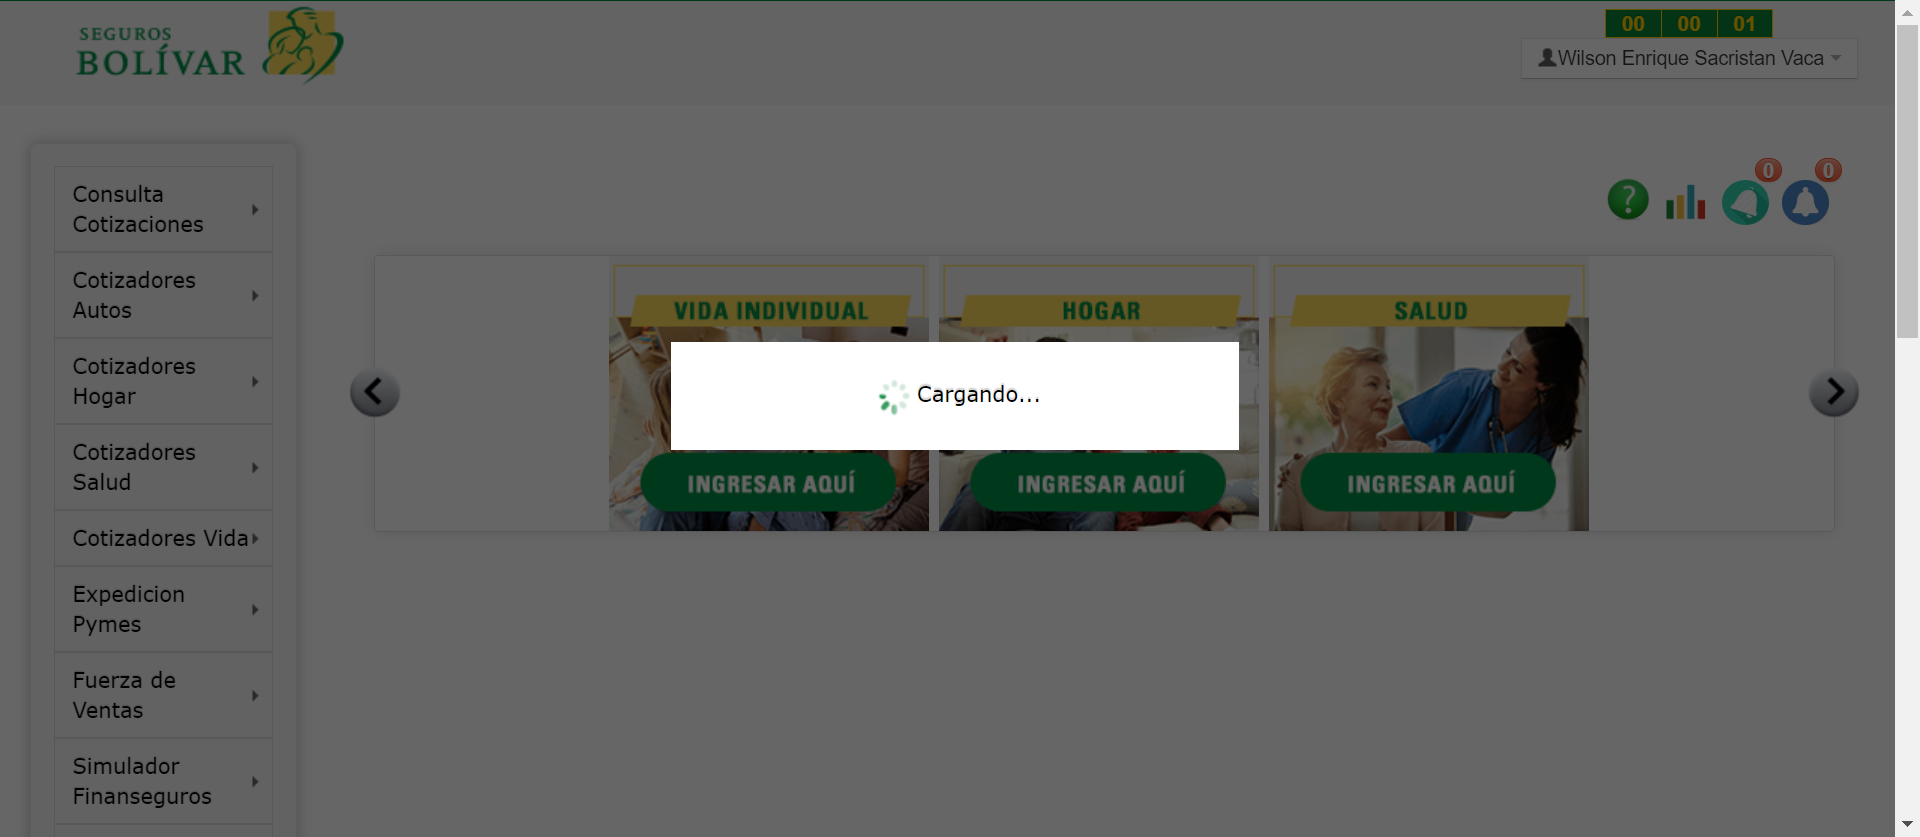 SEGUROS
BOLÍVAR
00 00 01
Wilson Enrique Sacristan Vaca
Consulta
Cotizaciones
Cotizadores
Autos
Cotizadores
Hogar
Cotizadores
Salud
Cotizadores Vida
Expedicion
Pymes
Fuerza de
Ventas
Simulador
Finanseguros
?
0
0
VIDA INDIVIDUAL
HOGAR
SALUD
Cargando...
INGRESAR AQUÍ
INGRESAR AQUÍ
INGRESAR AQUÍ